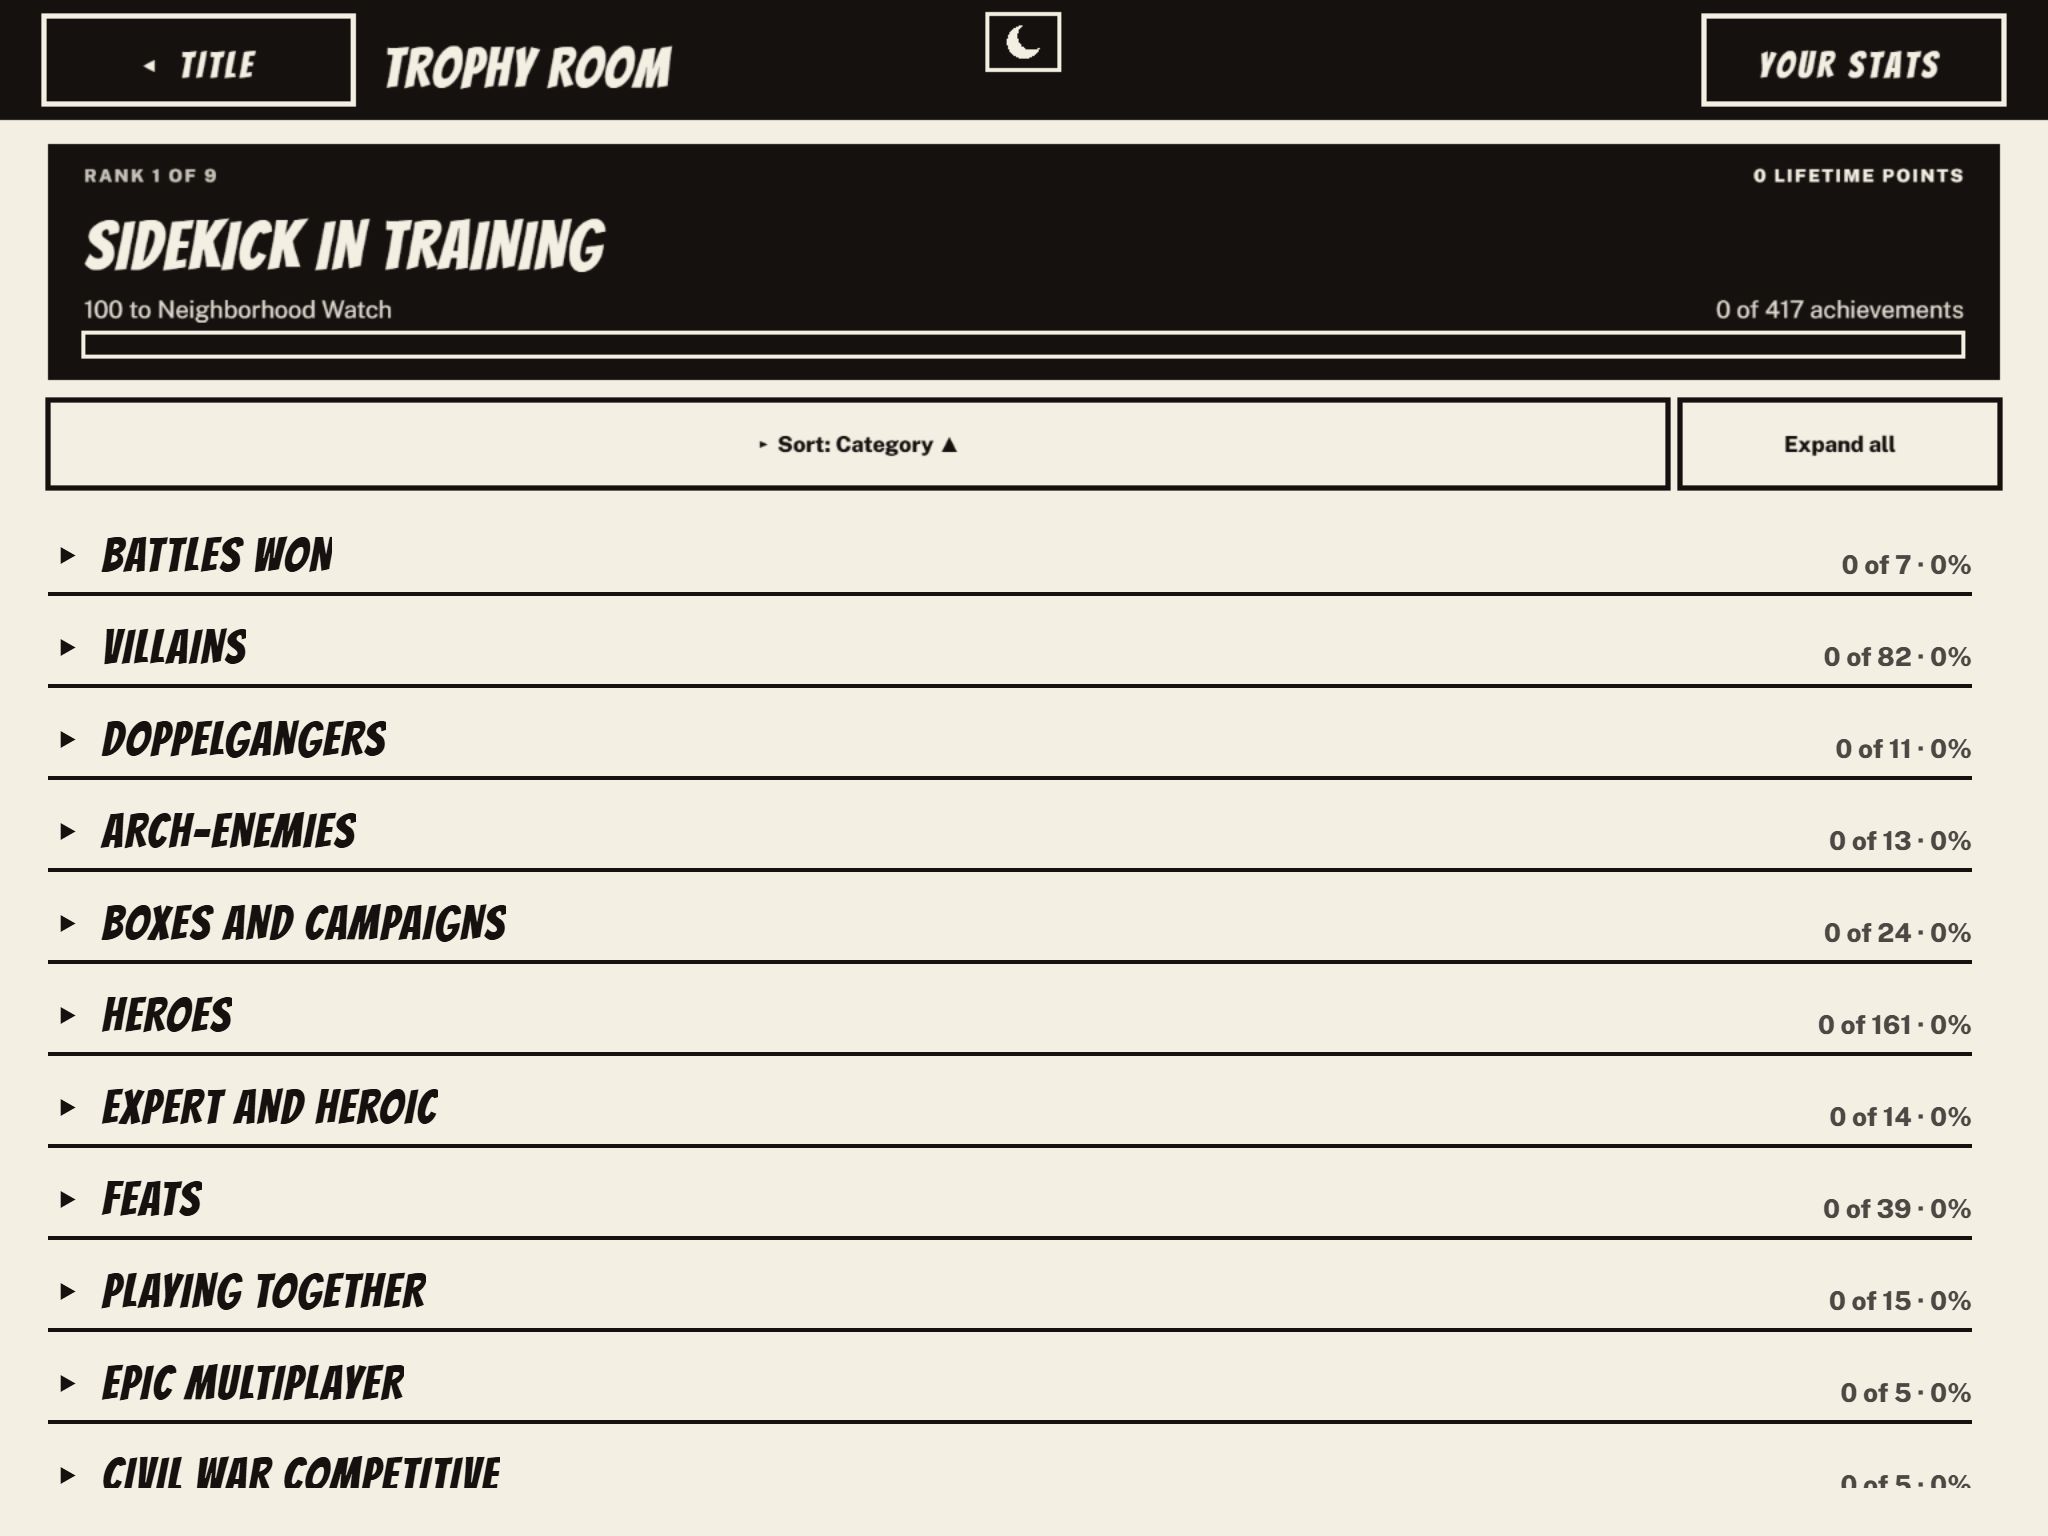 ◂ TITLE
TROPHY ROOM
YOUR STATS
RANK 1 OF 9
0 LIFETIME POINTS
SIDEKICK IN TRAINING
100 to Neighborhood Watch
0 of 417 achievements
▸ Sort: Category ▲
Expand all
▸ BATTLES WON
0 of 7 · 0%
▸ VILLAINS
0 of 82 · 0%
▸ DOPPELGANGERS
0 of 11 · 0%
▸ ARCH-ENEMIES
0 of 13 · 0%
▸ BOXES AND CAMPAIGNS
0 of 24 · 0%
▸ HEROES
0 of 161 · 0%
▸ EXPERT AND HEROIC
0 of 14 · 0%
▸ FEATS
0 of 39 · 0%
▸ PLAYING TOGETHER
0 of 15 · 0%
▸ EPIC MULTIPLAYER
0 of 5 · 0%
▸ CIVIL WAR COMPETITIVE
0 of 5 · 0%